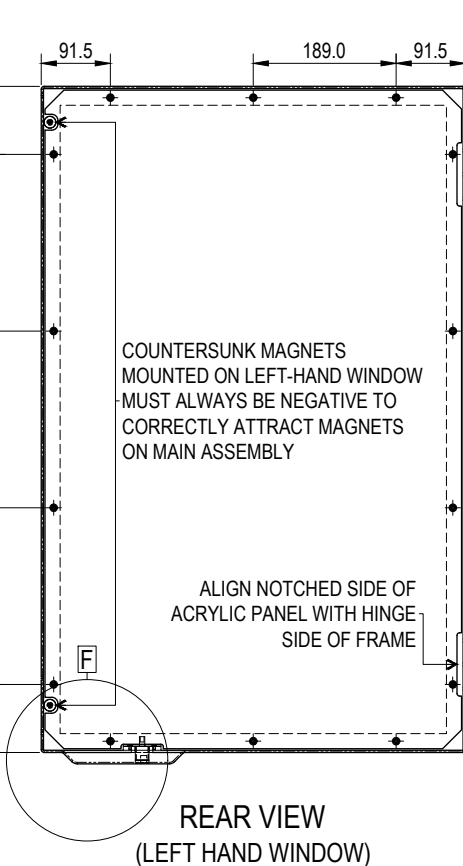 91.5 189.0 91.5
COUNTERSUNK MAGNETS
MOUNTED ON LEFT-HAND WINDOW
MUST ALWAYS BE NEGATIVE TO
CORRECTLY ATTRACT MAGNETS
ON MAIN ASSEMBLY
ALIGN NOTCHED SIDE OF
ACRYLIC PANEL WITH HINGE
SIDE OF FRAME
F
REAR VIEW
(LEFT HAND WINDOW)